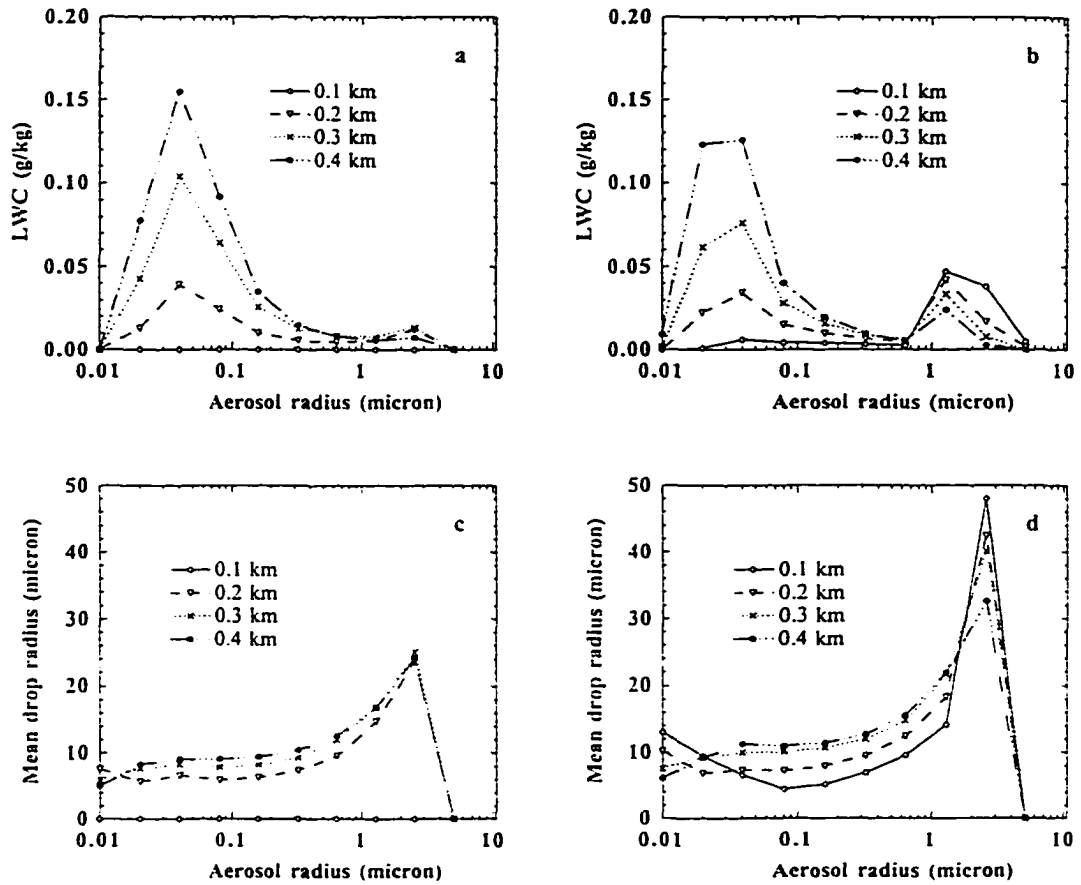 0.20
0.15
0.10
0.05
0.00
LWC (g/kg)
a
0.1 km
0.2 km
0.3 km
0.4 km
0.01
0.1
1
10
Aerosol radius (micron)
0.20
0.15
0.10
0.05
0.00
LWC (g/kg)
b
0.1 km
0.2 km
0.3 km
0.4 km
0.01
0.1
1
10
Aerosol radius (micron)
50
40
30
20
10
0
Mean drop radius (micron)
c
0.1 km
0.2 km
0.3 km
0.4 km
0.01
0.1
1
10
Aerosol radius (micron)
50
40
30
20
10
0
Mean drop radius (micron)
d
0.1 km
0.2 km
0.3 km
0.4 km
0.01
0.1
1
10
Aerosol radius (micron)